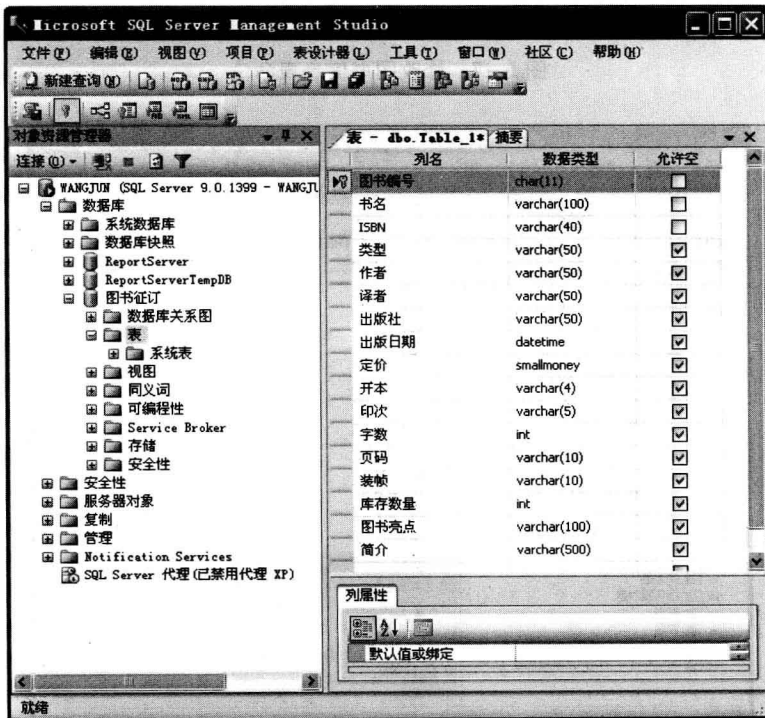 Microsoft SQL Server Management Studio
文件(F) 编辑(E) 视图(V) 项目(P) 表设计器(L) 工具(T) 窗口(W) 社区(C) 帮助(H)
新建查询(N)
对象资源管理器
连接(O)
WANGJUN (SQL Server 9.0.1399 - WANGJU
数据库
系统数据库
数据库快照
ReportServer
ReportServerTempDB
图书征订
数据库关系图
表
系统表
视图
同义词
可编程性
Service Broker
存储
安全性
安全性
服务器对象
复制
管理
Notification Services
SQL Server 代理(已禁用代理 XP)
表 - dbo.Table_1* 摘要
列名 数据类型 允许空
图书编号 char(11)
书名 varchar(100)
ISBN varchar(40)
类型 varchar(50)
作者 varchar(50)
译者 varchar(50)
出版社 varchar(50)
出版日期 datetime
定价 smallmoney
开本 varchar(4)
印次 varchar(5)
字数 int
页码 varchar(10)
装帧 varchar(10)
库存数量 int
图书亮点 varchar(100)
简介 varchar(500)
列属性
默认值或绑定
就绪